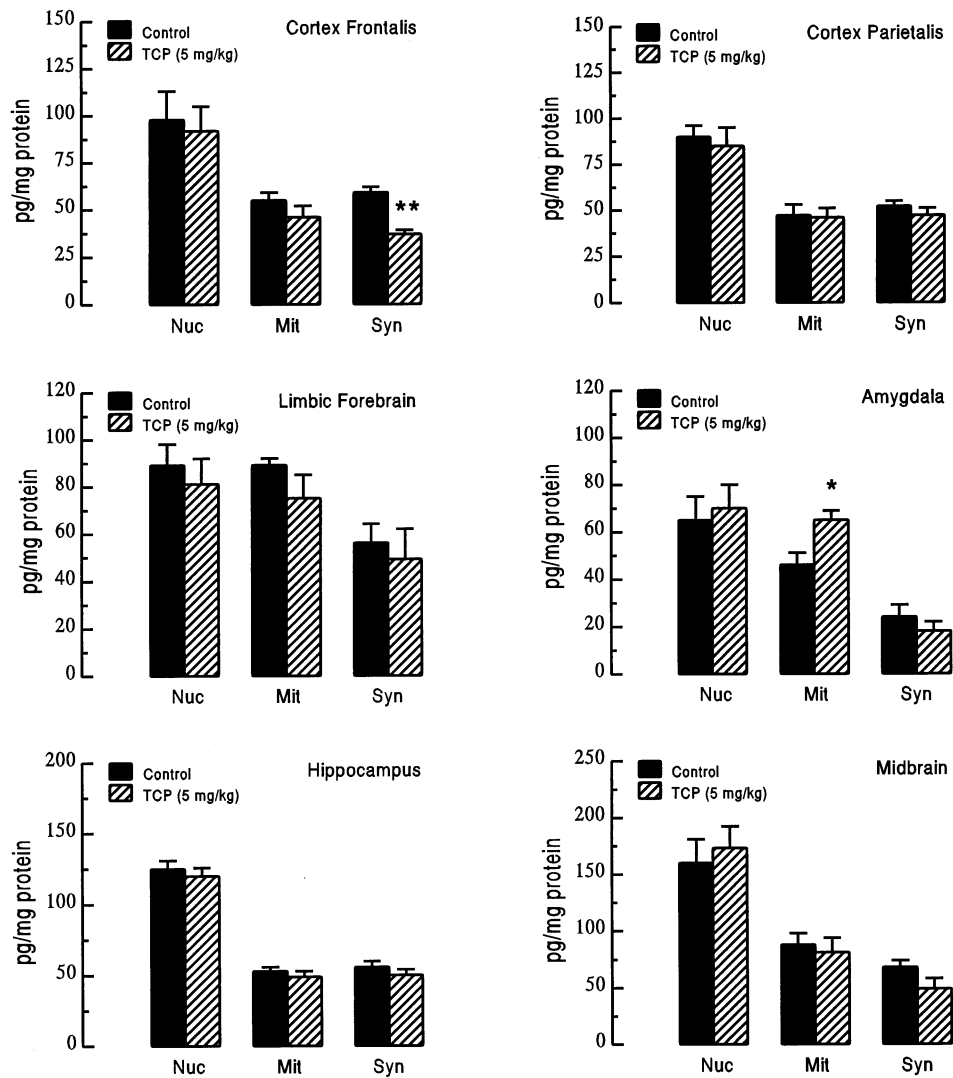 Cortex Frontalis
Control
TCP (5 mg/kg)
pg/mg protein
150
125
100
75
50
25
0
**
Nuc Mit Syn
Cortex Parietalis
Control
TCP (5 mg/kg)
pg/mg protein
150
125
100
75
50
25
0
Nuc Mit Syn
Limbic Forebrain
Control
TCP (5 mg/kg)
pg/mg protein
120
100
80
60
40
20
0
Nuc Mit Syn
Amygdala
Control
TCP (5 mg/kg)
pg/mg protein
120
100
80
60
40
20
0
*
Nuc Mit Syn
Hippocampus
Control
TCP (5 mg/kg)
pg/mg protein
200
150
100
50
0
Nuc Mit Syn
Midbrain
Control
TCP (5 mg/kg)
pg/mg protein
250
200
150
100
50
0
Nuc Mit Syn